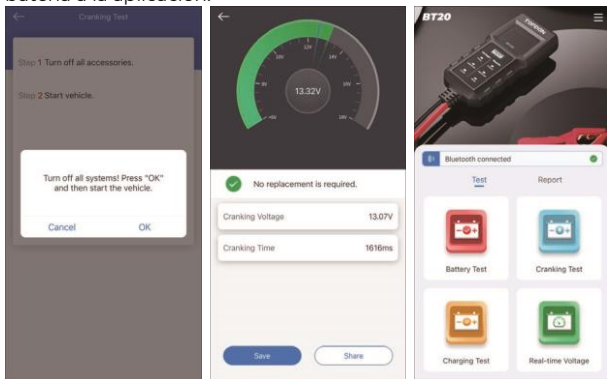 batería a la aplicación.
Cranking Test
Step 1 Turn off all accessories.
Step 2 Start vehicle.
Turn off all systems! Press "OK"
and then start the vehicle.
Cancel
OK
13.32V
No replacement is required.
Cranking Voltage
13.07V
Cranking Time
1616ms
Save
Share
BT20
TOPDON
Bluetooth connected
Test
Report
Battery Test
Cranking Test
Charging Test
Real-time Voltage